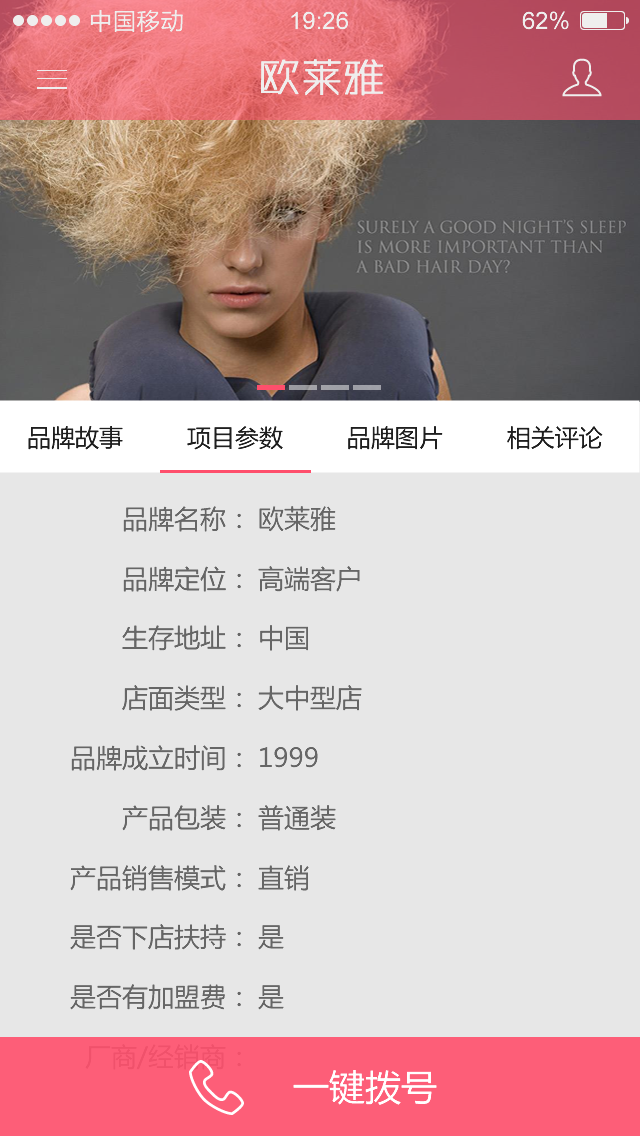 中国移动 19:26 62%
欧莱雅
SURELY A GOOD NIGHT'S SLEEP
IS MORE IMPORTANT THAN
A BAD HAIR DAY?
品牌故事 项目参数 品牌图片 相关评论
品牌名称： 欧莱雅
品牌定位： 高端客户
生存地址： 中国
店面类型： 大中型店
品牌成立时间： 1999
产品包装： 普通装
产品销售模式： 直销
是否下店扶持： 是
是否有加盟费： 是
厂商/经销商：
一键拨号